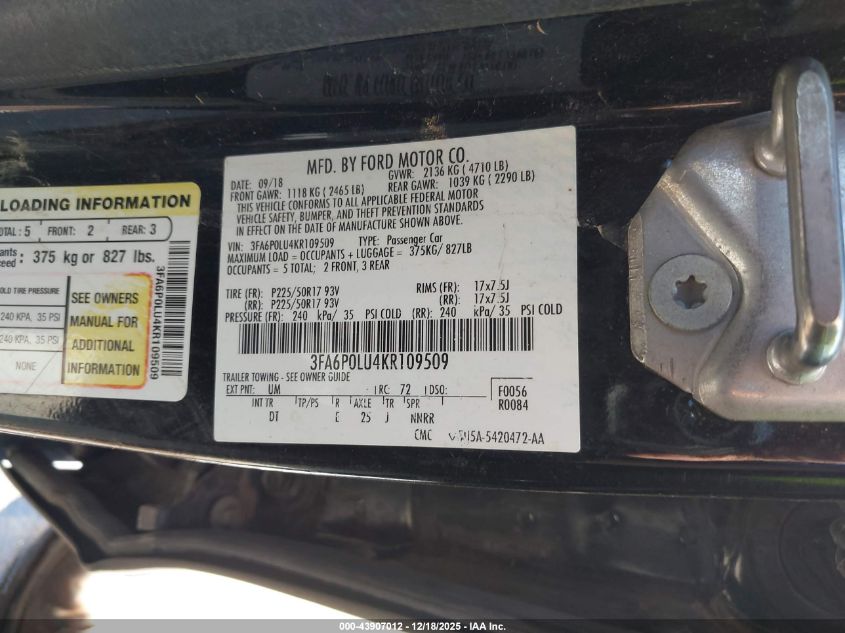 LOADING INFORMATION
TOTAL: 5 FRONT: 2 REAR: 3
375 kg or 827 lbs.
COLD TIRE PRESSURE
240 KPA, 35 PSI
240 KPA, 35 PSI
NONE
SEE OWNERS
MANUAL FOR
ADDITIONAL
INFORMATION
3FA6P0LU4KR109509
MFD. BY FORD MOTOR CO.
DATE: 09/18 GVWR: 2136 KG ( 4710 LB)
FRONT GAWR: 1118 KG ( 2465 LB) REAR GAWR: 1039 KG ( 2290 LB)
THIS VEHICLE CONFORMS TO ALL APPLICABLE FEDERAL MOTOR
VEHICLE SAFETY, BUMPER, AND THEFT PREVENTION STANDARDS
IN EFFECT ON THE DATE OF MANUFACTURE SHOWN ABOVE.
VIN: 3FA6P0LU4KR109509 TYPE: Passenger Car
MAXIMUM LOAD = OCCUPANTS + LUGGAGE = 375KG/ 827LB
OCCUPANTS = 5 TOTAL; 2 FRONT, 3 REAR
TIRE (FR): P225/50R17 93V RIMS (FR): 17x7.5J
(RR): P225/50R17 93V (RR): 17x7.5J
PRESSURE (FR): 240 kPa/ 35 PSI COLD (RR): 240 kPa/ 35 PSI COLD
3FA6P0LU4KR109509
TRAILER TOWING - SEE OWNER GUIDE
EXT PNT: UM RC: 72 DSO: F0056
INT TR TP/PS R AXLE TR SPR R0084
DT E 25 J NNRR
CMC 5A-5420472-AA
000-43907012 - 12/18/2025 - IAA Inc.